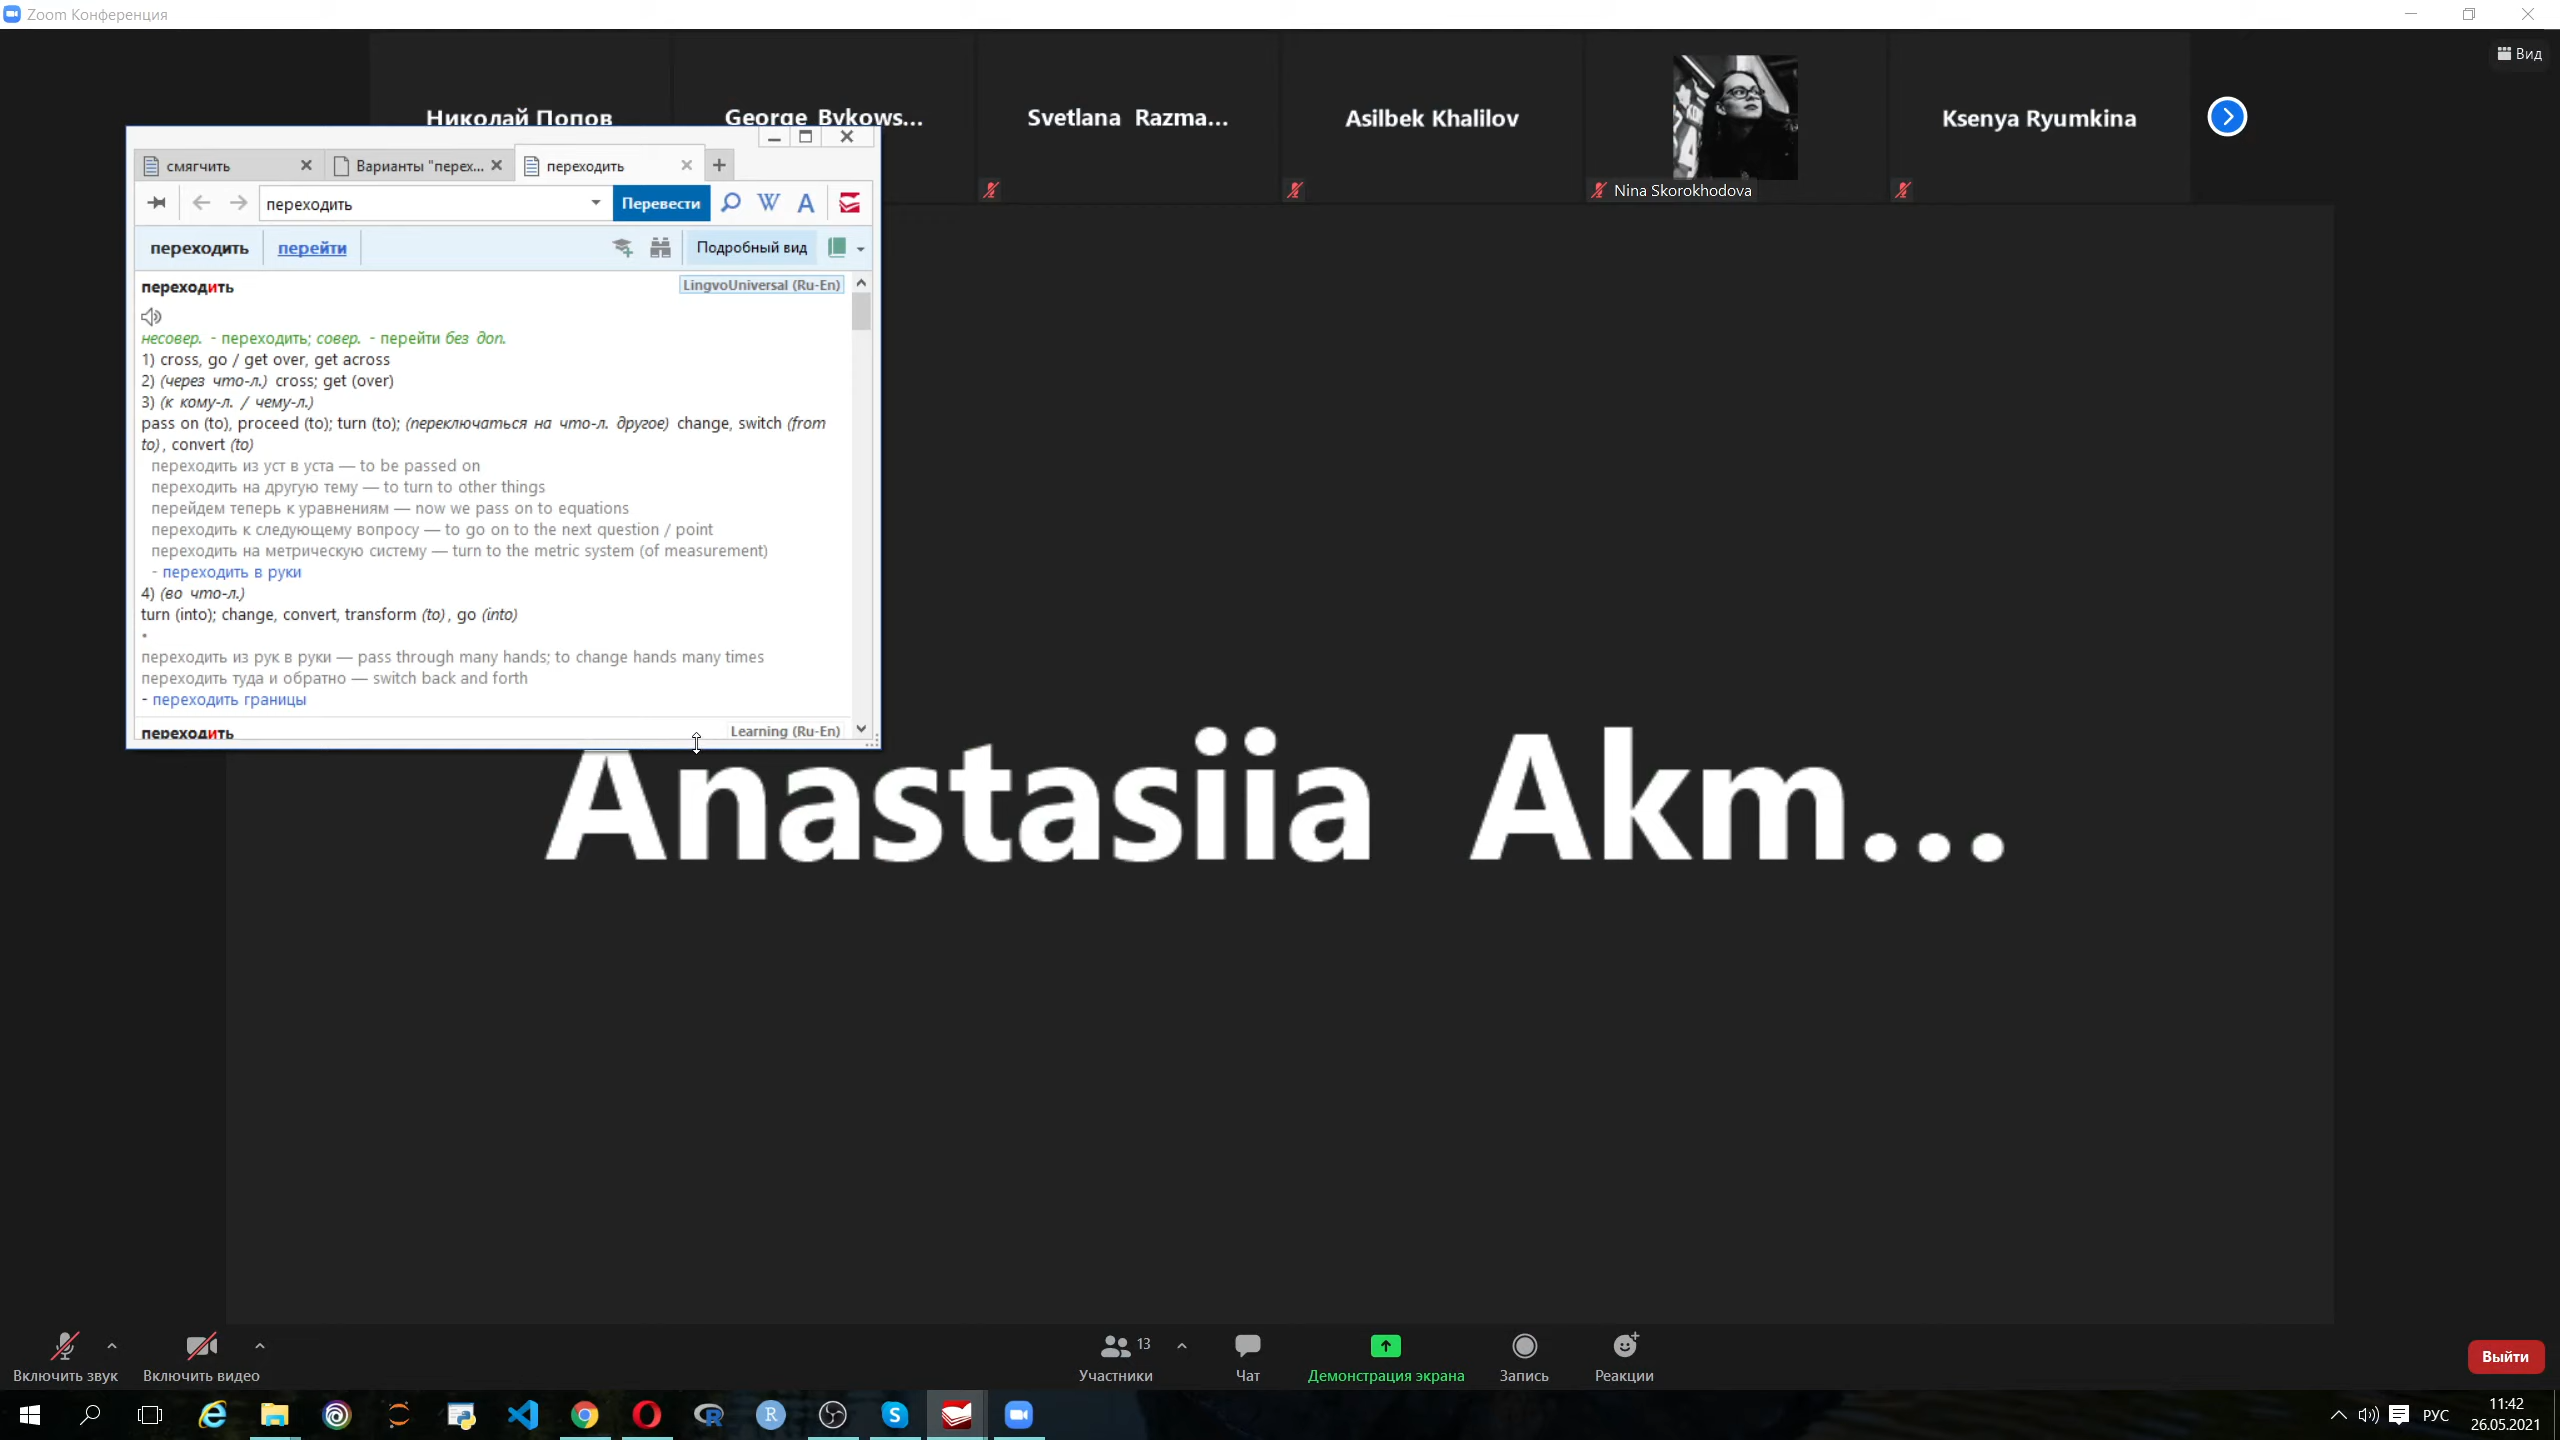 Zoom Конференция
Вид
Николай Попов
George Bykows...
Svetlana Razma...
Asilbek Khalilov
Nina Skorokhodova
Ksenya Ryumkina
смягчить
Варианты "перех...
переходить
переходить
Перевести
переходить
перейти
Подробный вид
переходить
LingvoUniversal (Ru-En)
несовер. - переходить; совер. - перейти без доп.
1) cross, go / get over, get across
2) (через что-л.) cross; get (over)
3) (к кому-л. / чему-л.)
pass on (to), proceed (to); turn (to); (переключаться на что-л. другое) change, switch (from
to), convert (to)
переходить из уст в уста — to be passed on
переходить на другую тему — to turn to other things
перейдем теперь к уравнениям — now we pass on to equations
переходить к следующему вопросу — to go on to the next question / point
переходить на метрическую систему — turn to the metric system (of measurement)
- переходить в руки
4) (во что-л.)
turn (into); change, convert, transform (to), go (into)
•
переходить из рук в руки — pass through many hands; to change hands many times
переходить туда и обратно — switch back and forth
- переходить границы
переходить
Learning (Ru-En)
Anastasiia Akm...
Включить звук
Включить видео
13
Участники
Чат
Демонстрация экрана
Запись
Реакции
Выйти
РУС
11:42
26.05.2021